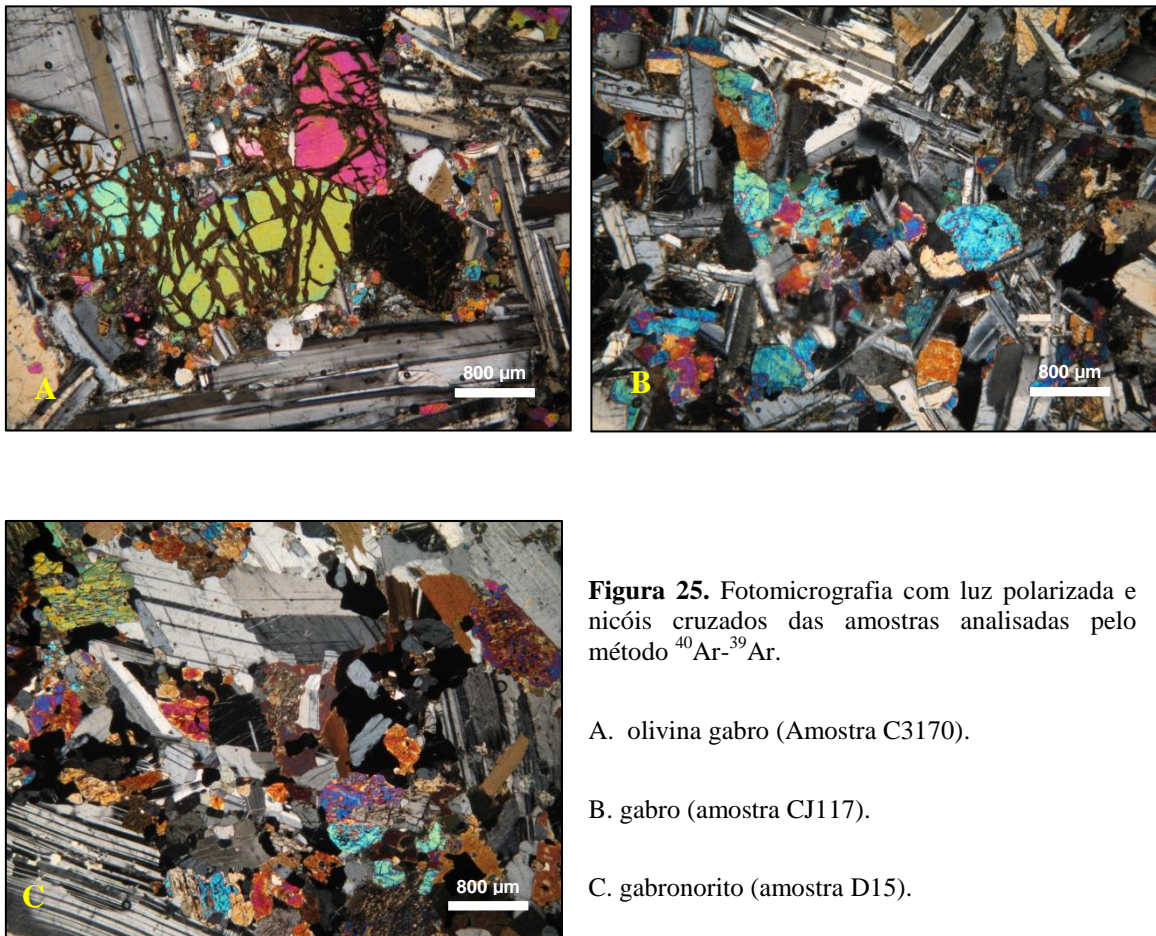 A
800 µm
B
800 µm
C
800 µm
Figura 25. Fotomicrografia com luz polarizada e
nicóis cruzados das amostras analisadas pelo
método ⁴⁰Ar-³⁹Ar.
A. olivina gabro (Amostra C3170).
B. gabro (amostra CJ117).
C. gabronorito (amostra D15).